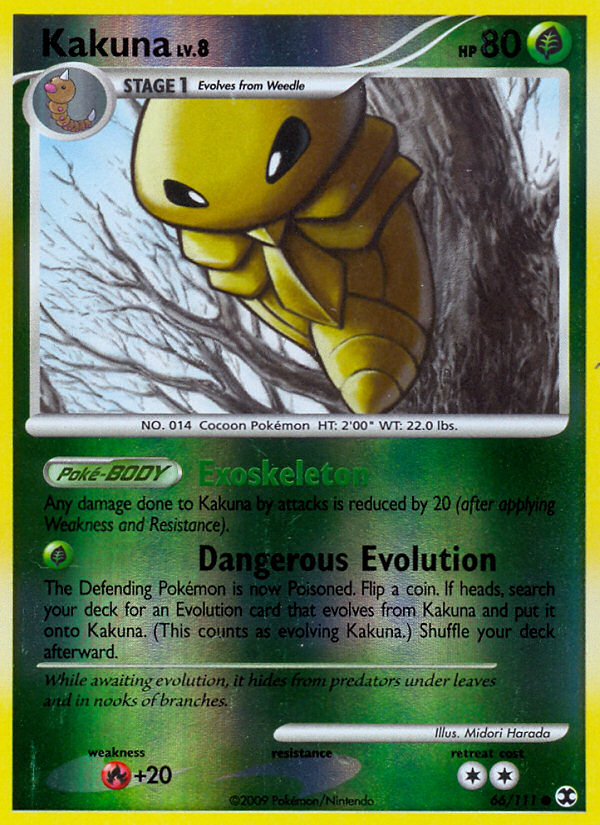 Kakuna LV.8 HP 80
STAGE 1 Evolves from Weedle
NO. 014 Cocoon Pokémon HT: 2'00" WT: 22.0 lbs.
Poké-BODY Exoskeleton
Any damage done to Kakuna by attacks is reduced by 20 (after applying
Weakness and Resistance).
Dangerous Evolution
The Defending Pokémon is now Poisoned. Flip a coin. If heads, search
your deck for an Evolution card that evolves from Kakuna and put it
onto Kakuna. (This counts as evolving Kakuna.) Shuffle your deck
afterward.
While awaiting evolution, it hides from predators under leaves
and in nooks of branches.
Illus. Midori Harada
weakness resistance retreat cost
+20
©2009 Pokémon/Nintendo 66/111